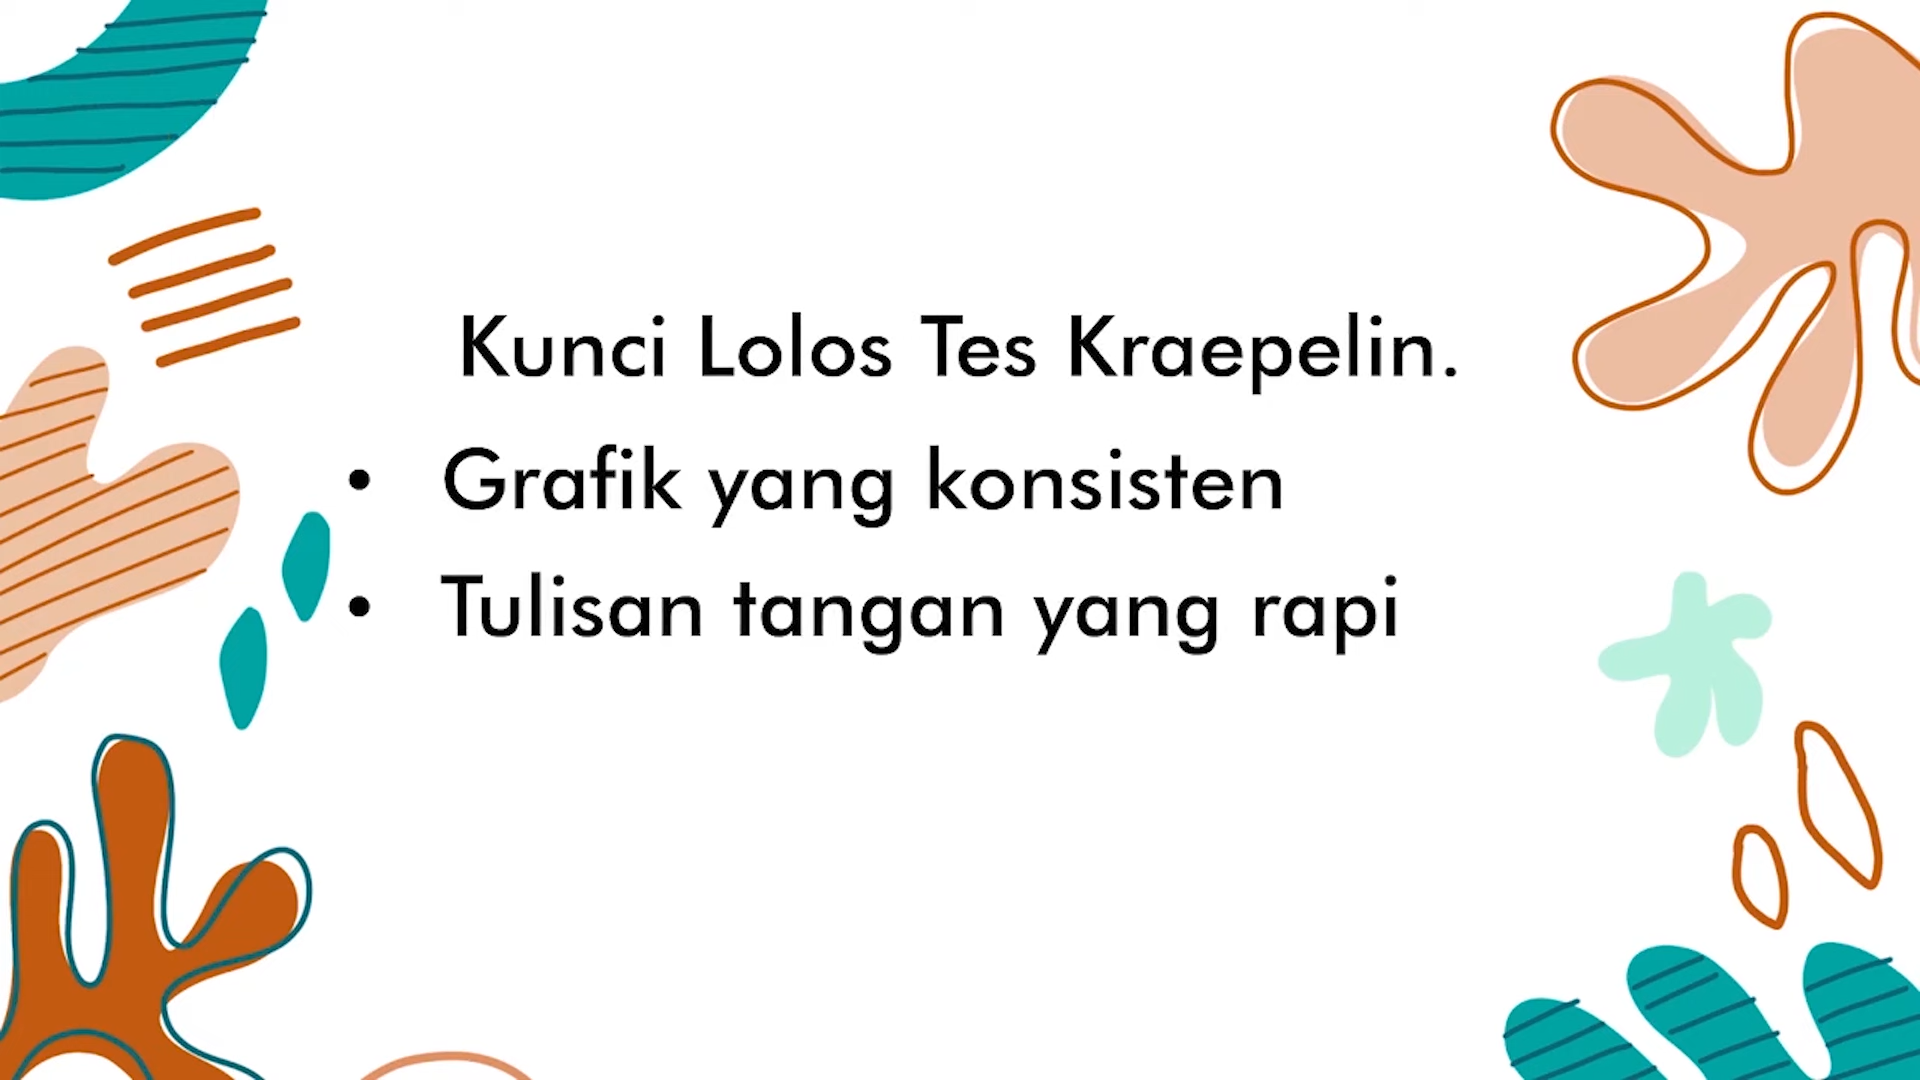 Kunci Lolos Tes Kraepelin.
• Grafik yang konsisten
• Tulisan tangan yang rapi